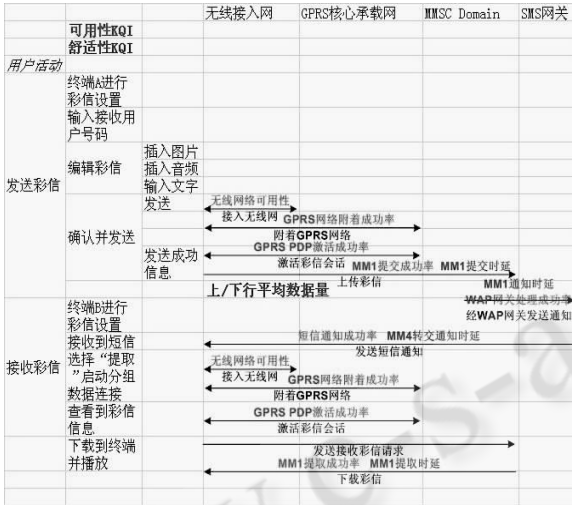 无线接入网 GPRS核心承载网 MMSC Domain SMS网关
可用性KQI
舒适性KQI
用户活动
发送彩信
终端A进行
彩信设置
输入接收用
户号码
编辑彩信
插入图片
插入音频
输入文字
确认并发送
发送
无线网络可用性
接入无线网 GPRS网络附着成功率
附着GPRS网络
发送成功
信息
GPRS PDP激活成功率
激活彩信会话 MM1提交成功率 MM1提交时延
上传彩信
MM1通知时延
上/下行平均数据量
WAP网关处理成功率
经WAP网关发送通知
接收彩信
终端B进行
彩信设置
接收到短信
短信通知成功率 MM4转交通知时延
发送短信通知
选择“提取
”启动分组
数据连接
无线网络可用性
接入无线网 GPRS网络附着成功率
附着GPRS网络
查看到彩信
信息
GPRS PDP激活成功率
激活彩信会话
下载到终端
并播放
发送接收彩信请求
MM1提取成功率 MM1提取时延
下载彩信